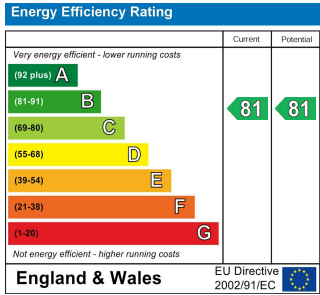 Energy Efficiency Rating
Current Potential
Very energy efficient - lower running costs
(92 plus) A
(81-91) B
81 81
(69-80) C
(55-68) D
(39-54) E
(21-38) F
(1-20) G
Not energy efficient - higher running costs
England & Wales
EU Directive
2002/91/EC